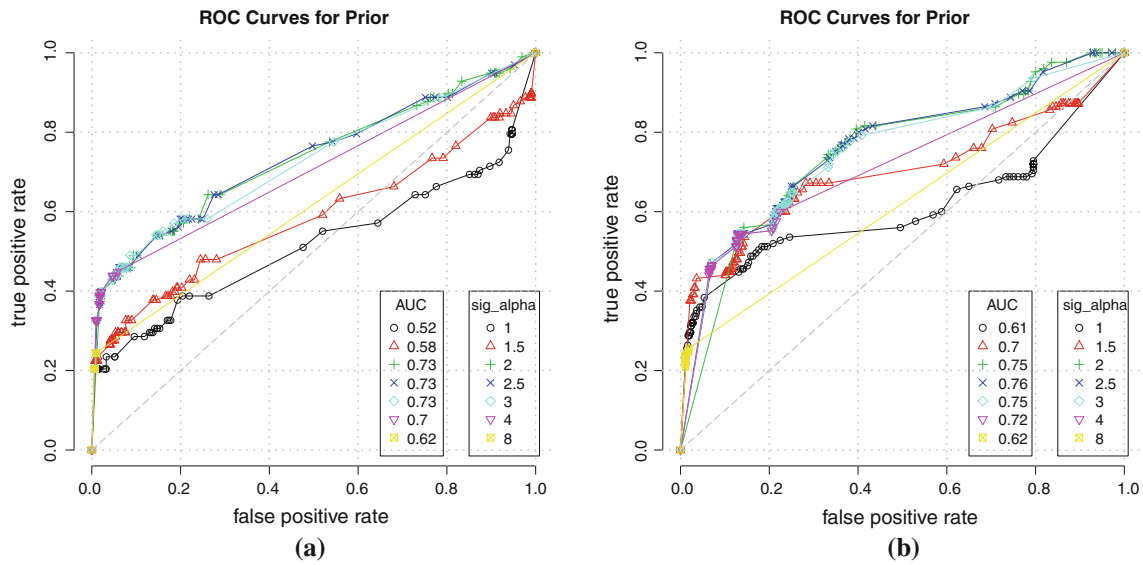 ROC Curves for Prior
true positive rate
1.0
0.8
0.6
0.4
0.2
0.0
AUC sig_alpha
0.52 1
0.58 1.5
0.73 2
0.73 2.5
0.73 3
0.7 4
0.62 8
0.0 0.2 0.4 0.6 0.8 1.0
false positive rate
(a)
ROC Curves for Prior
true positive rate
1.0
0.8
0.6
0.4
0.2
0.0
AUC sig_alpha
0.61 1
0.7 1.5
0.75 2
0.76 2.5
0.75 3
0.72 4
0.62 8
0.0 0.2 0.4 0.6 0.8 1.0
false positive rate
(b)